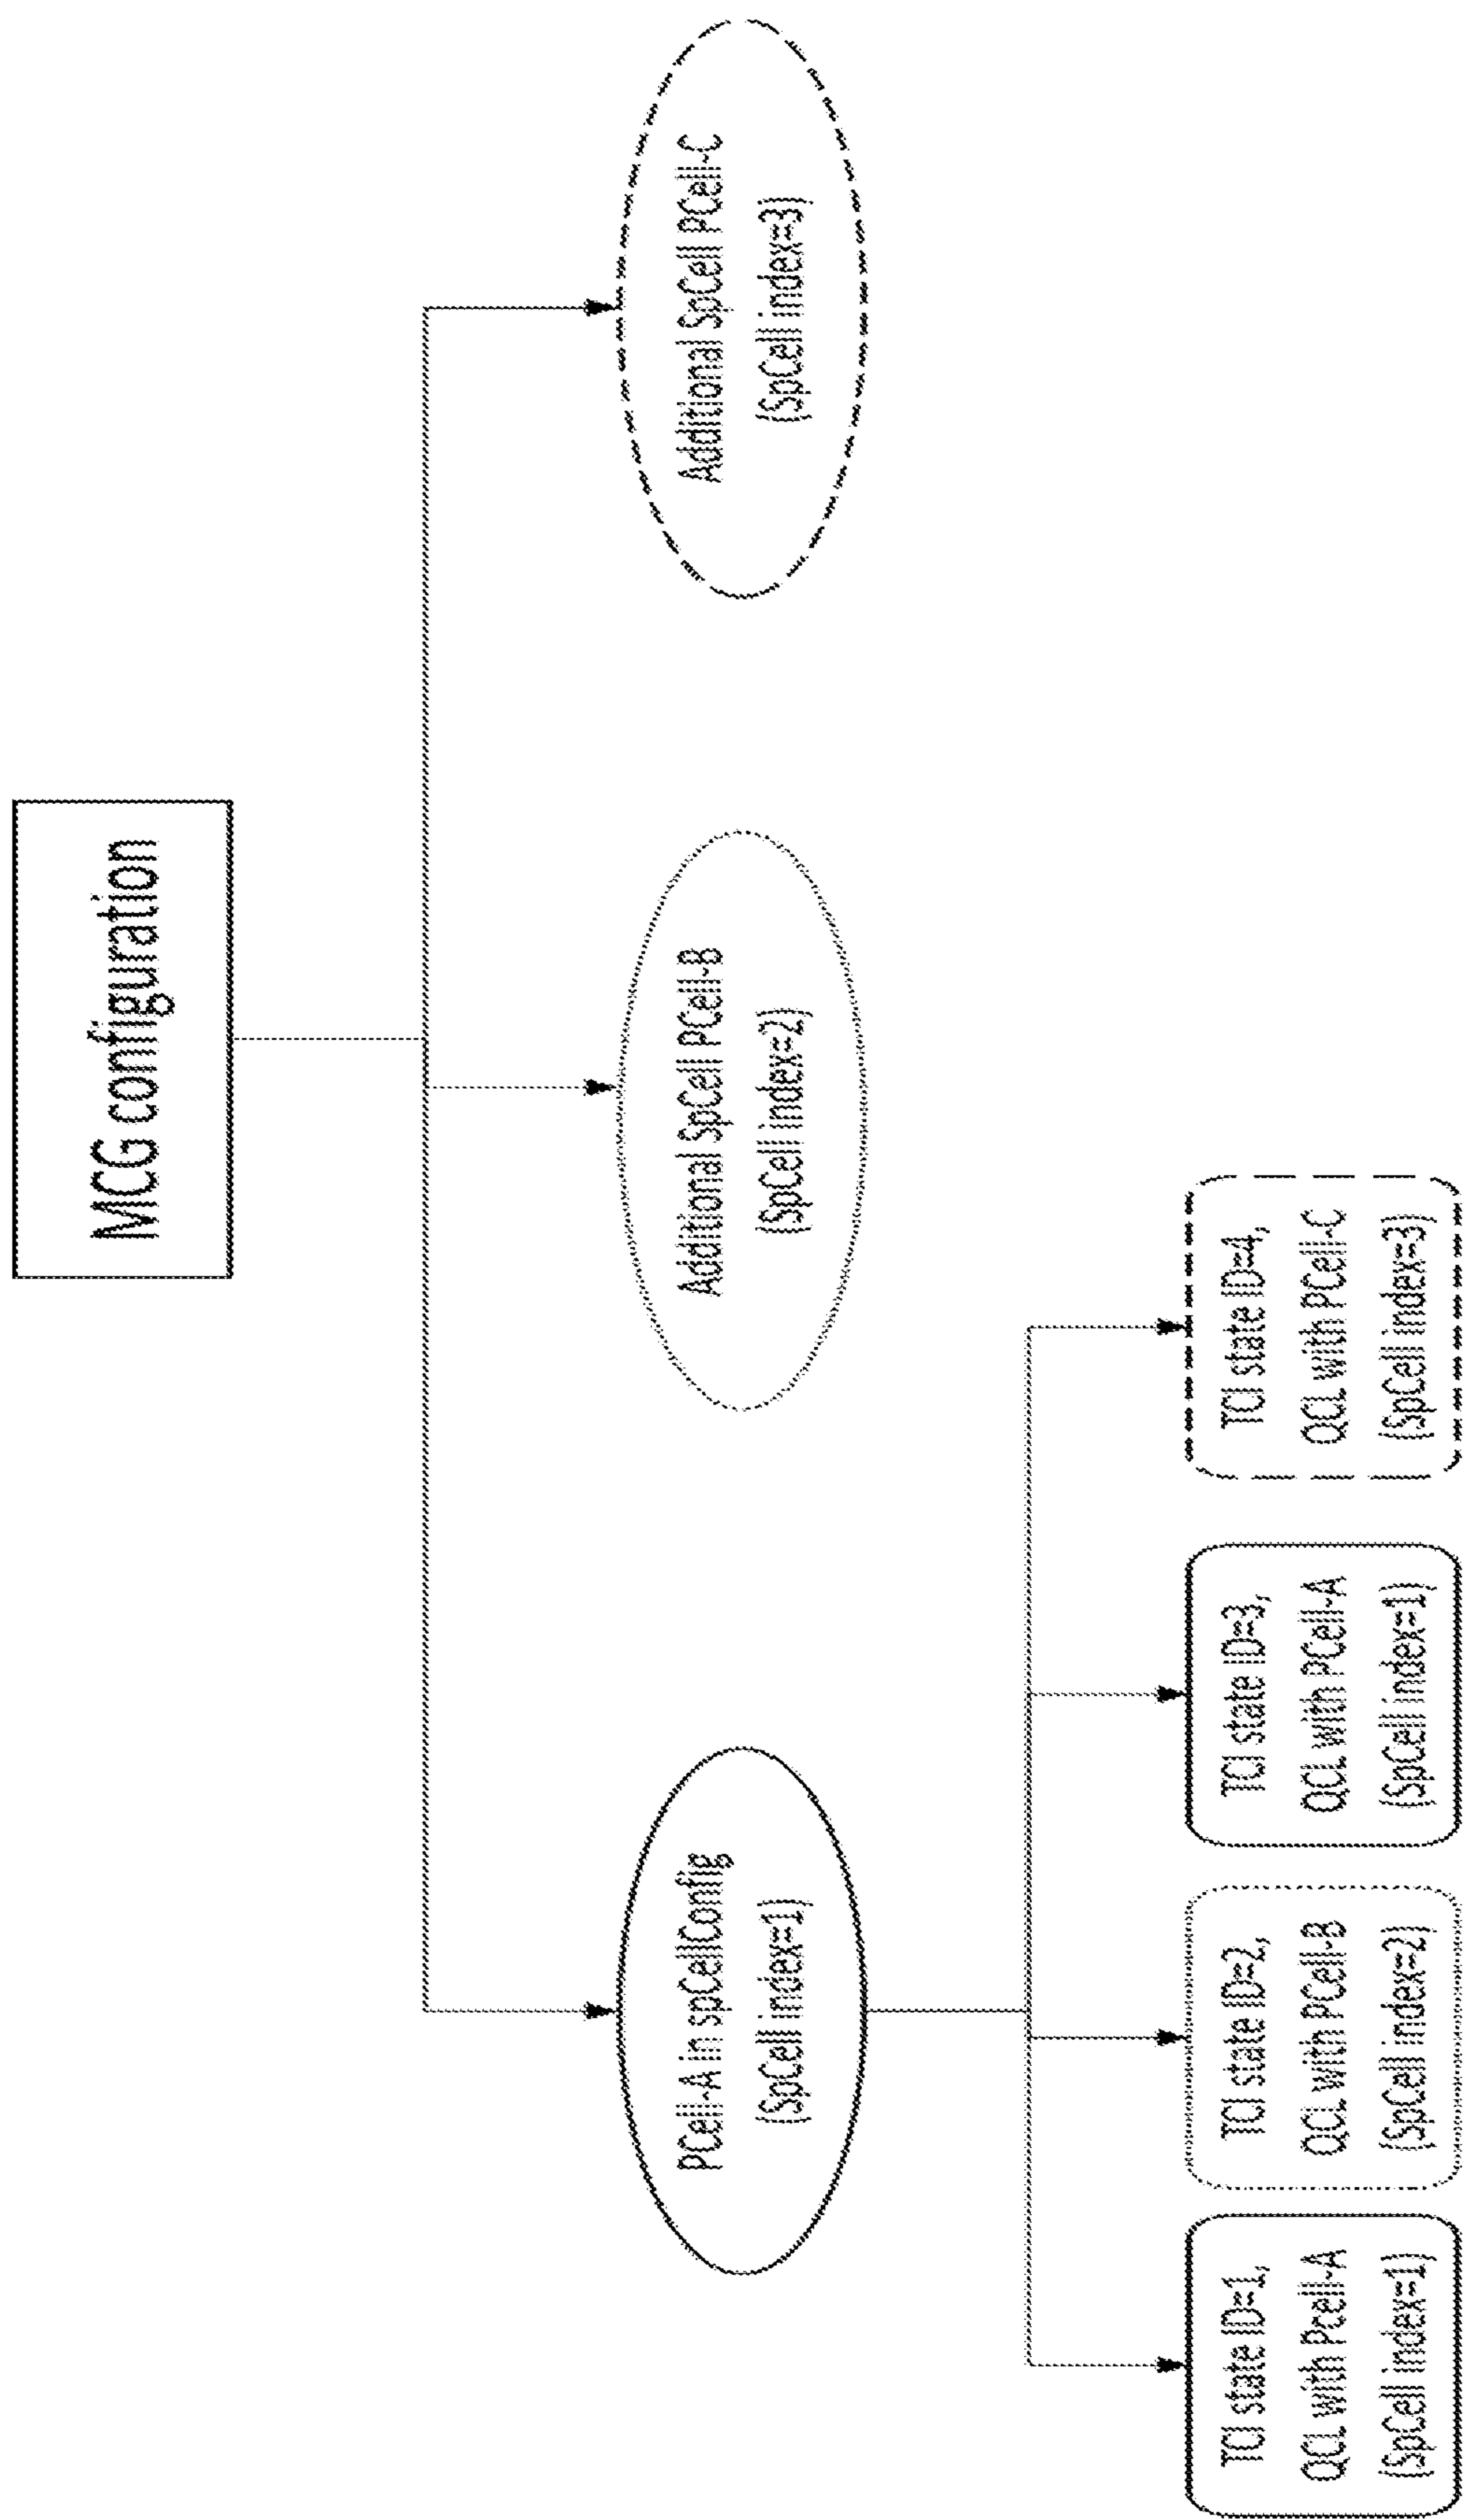 MCG configuration
PCell-A in spCellConfig
(SpCell index=1)
Additional SpCell PCell-B
(SpCell index=2)
Additional SpCell PCell-C
(SpCell index=3)
TCI state ID=1,
QCL with Pcell-A
(SpCell index=1)
TCI state ID=2,
QCL with PCell-B
(SpCell index=2)
TCI state ID=3,
QCL with PCell-A
(SpCell index=1)
TCI state ID=4,
QCL with PCell-C
(SpCell index=3)